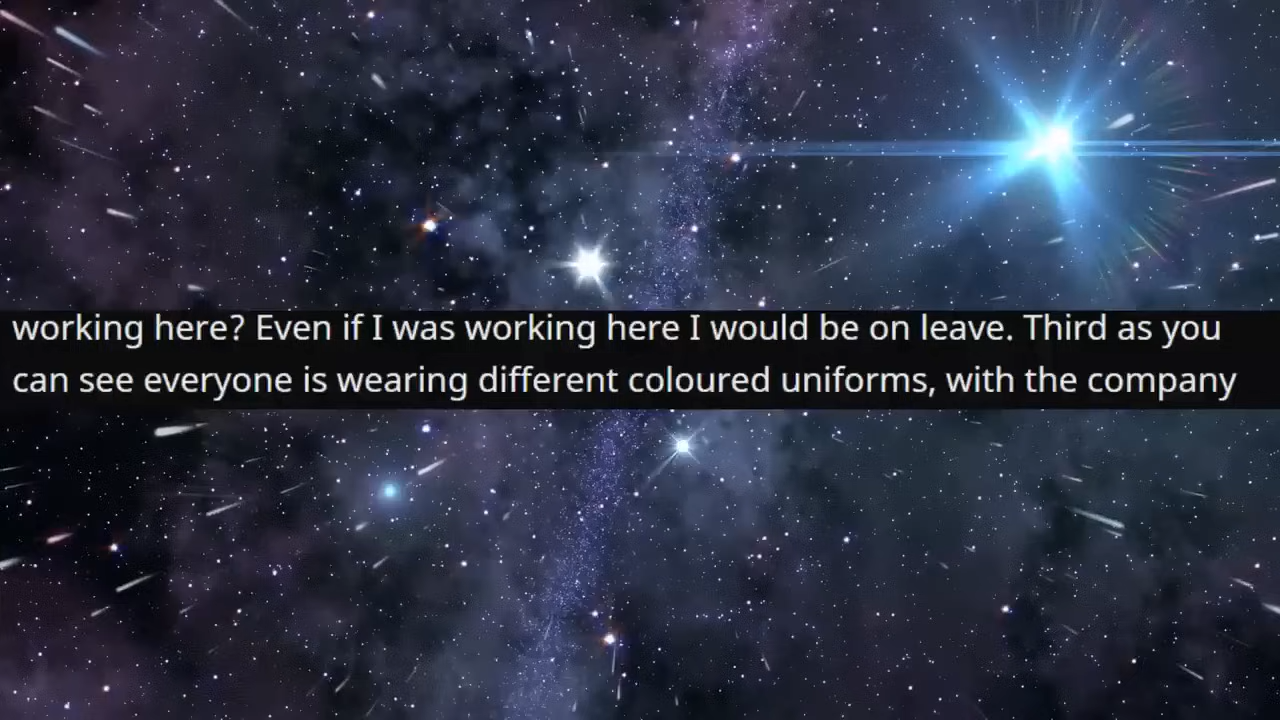 working here? Even if I was working here I would be on leave. Third as you
can see everyone is wearing different coloured uniforms, with the company